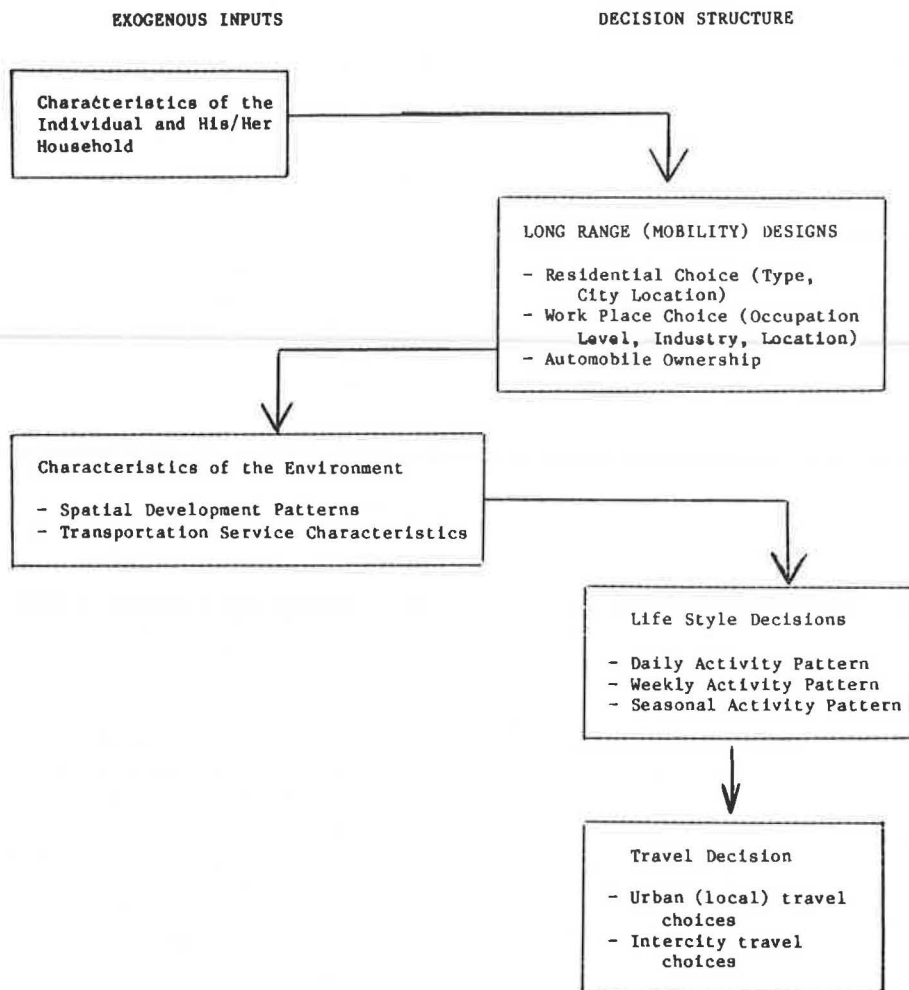 EXOGENOUS INPUTS
DECISION STRUCTURE
Characteristics of the
Individual and His/Her
Household
LONG RANGE (MOBILITY) DESIGNS
- Residential Choice (Type,
City Location)
- Work Place Choice (Occupation
Level, Industry, Location)
- Automobile Ownership
Characteristics of the Environment
- Spatial Development Patterns
- Transportation Service Characteristics
Life Style Decisions
- Daily Activity Pattern
- Weekly Activity Pattern
- Seasonal Activity Pattern
Travel Decision
- Urban (local) travel
choices
- Intercity travel
choices